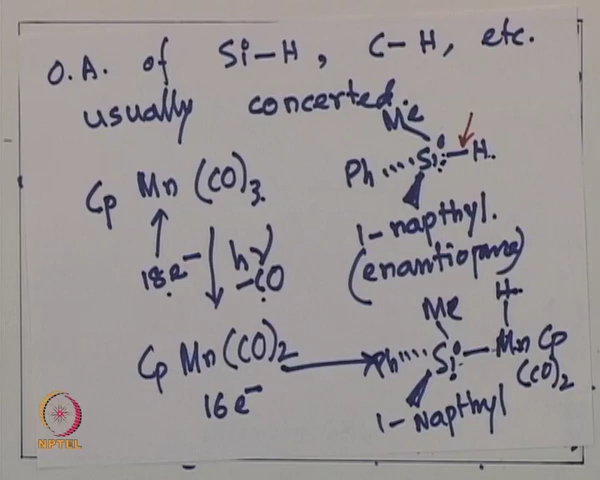 O.A. of Si-H, C-H, etc.
usually concerted.
Me
Ph Si-H.
1-napthyl.
(enantiopure)
Cp Mn (CO)3.
18e-
hν
-CO
Cp Mn(CO)2
16e-
H
Me
Ph Si - Mn Cp
(CO)2
1-Napthyl
NPTEL